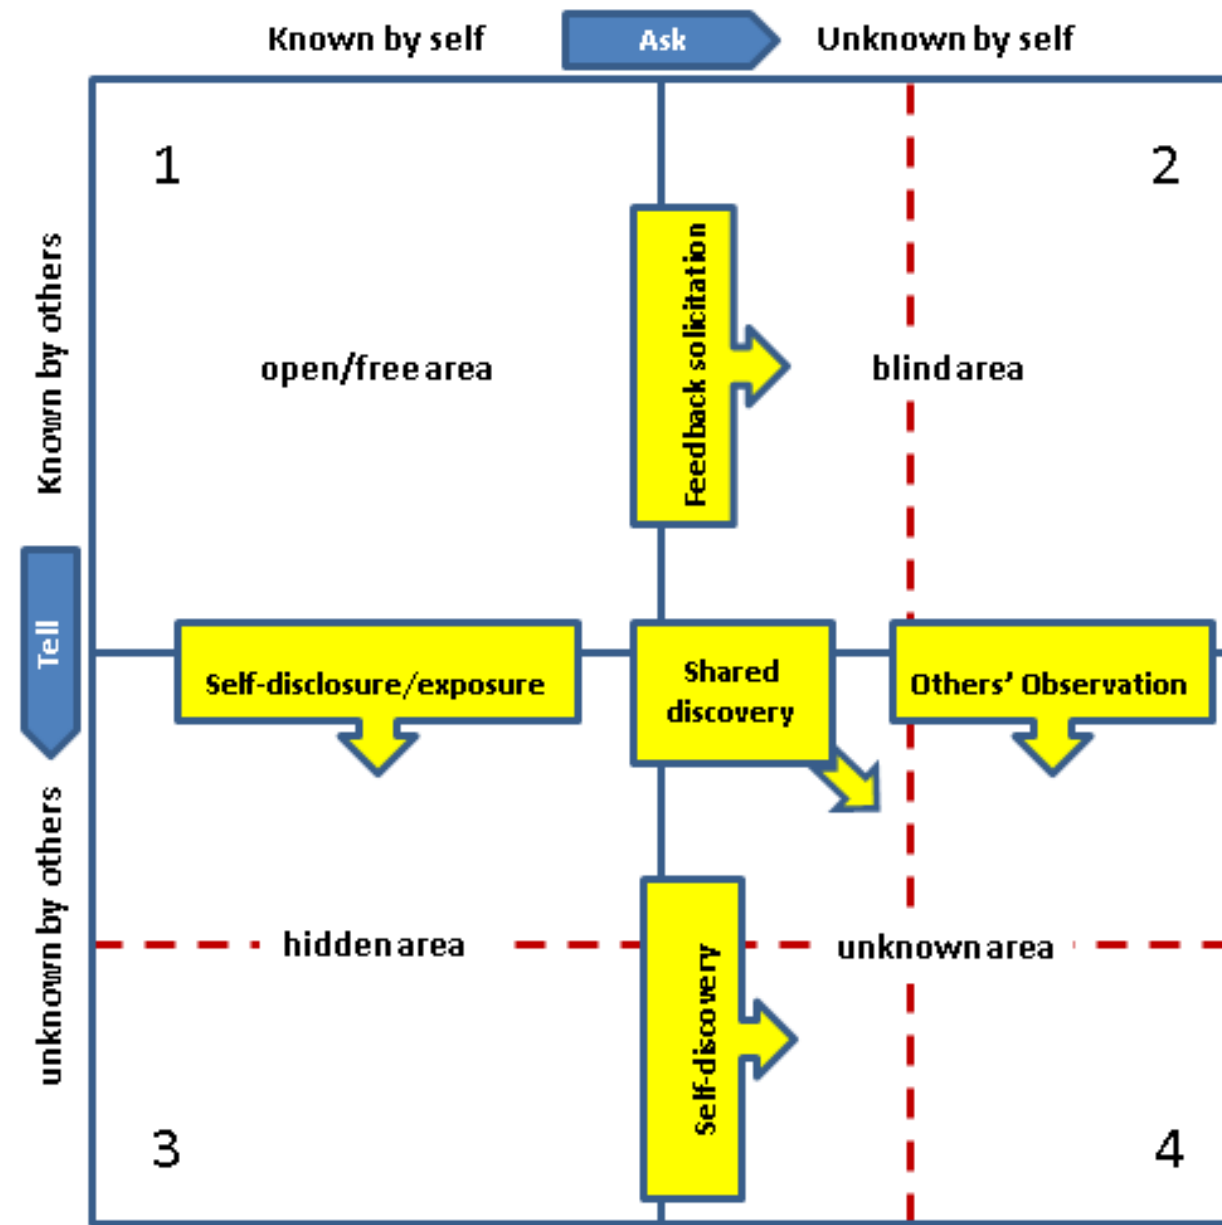 Known by self
Ask
Unknown by self
1
2
Known by others
open/free area
Feedback solicitation
blind area
Tell
Self-disclosure/exposure
Shared
discovery
Others' Observation
unknown by others
hidden area
Self-discovery
unknown area
3
4